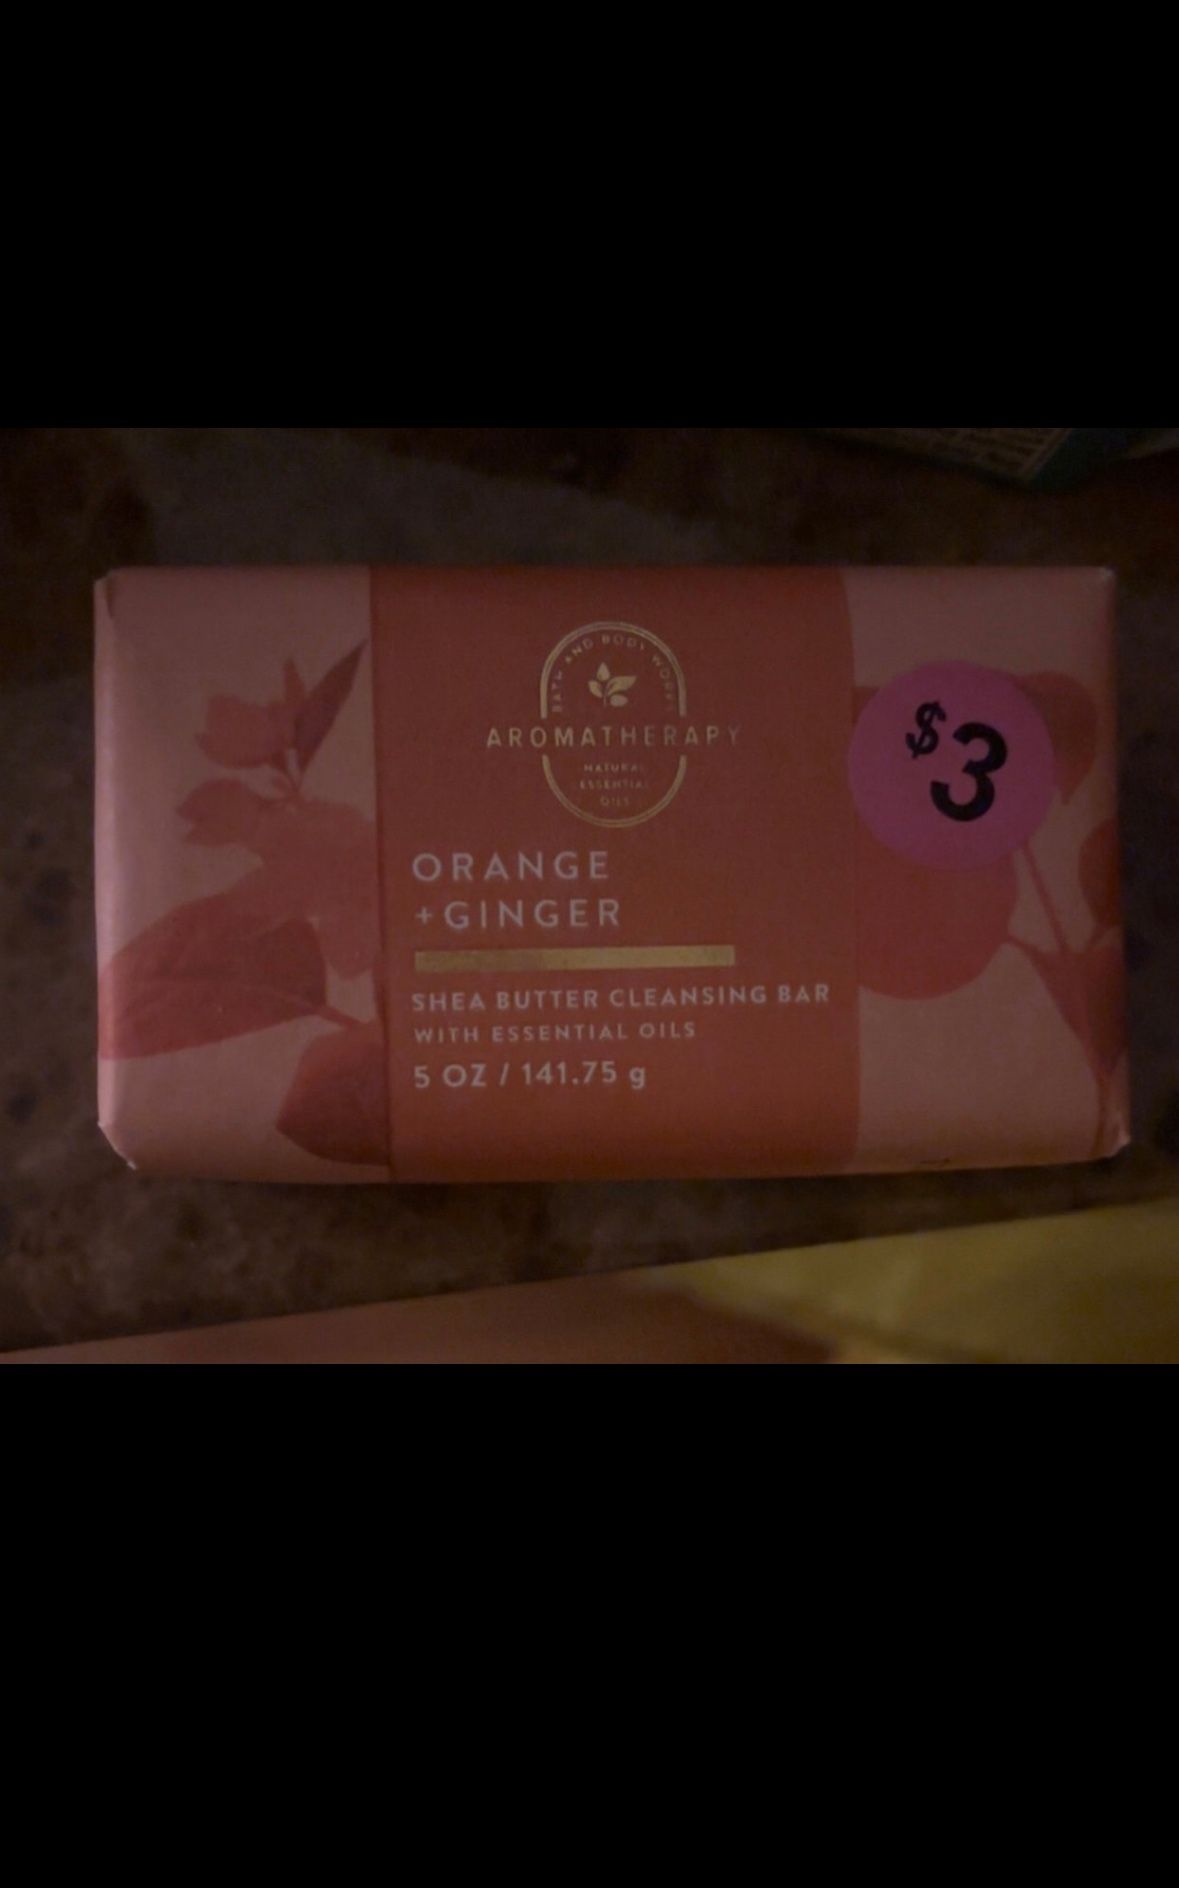 BATH AND BODY WORKS
AROMATHERAPY
NATURAL
ESSENTIAL
OILS
$3
ORANGE
+GINGER
SHEA BUTTER CLEANSING BAR
WITH ESSENTIAL OILS
5 OZ / 141.75 g